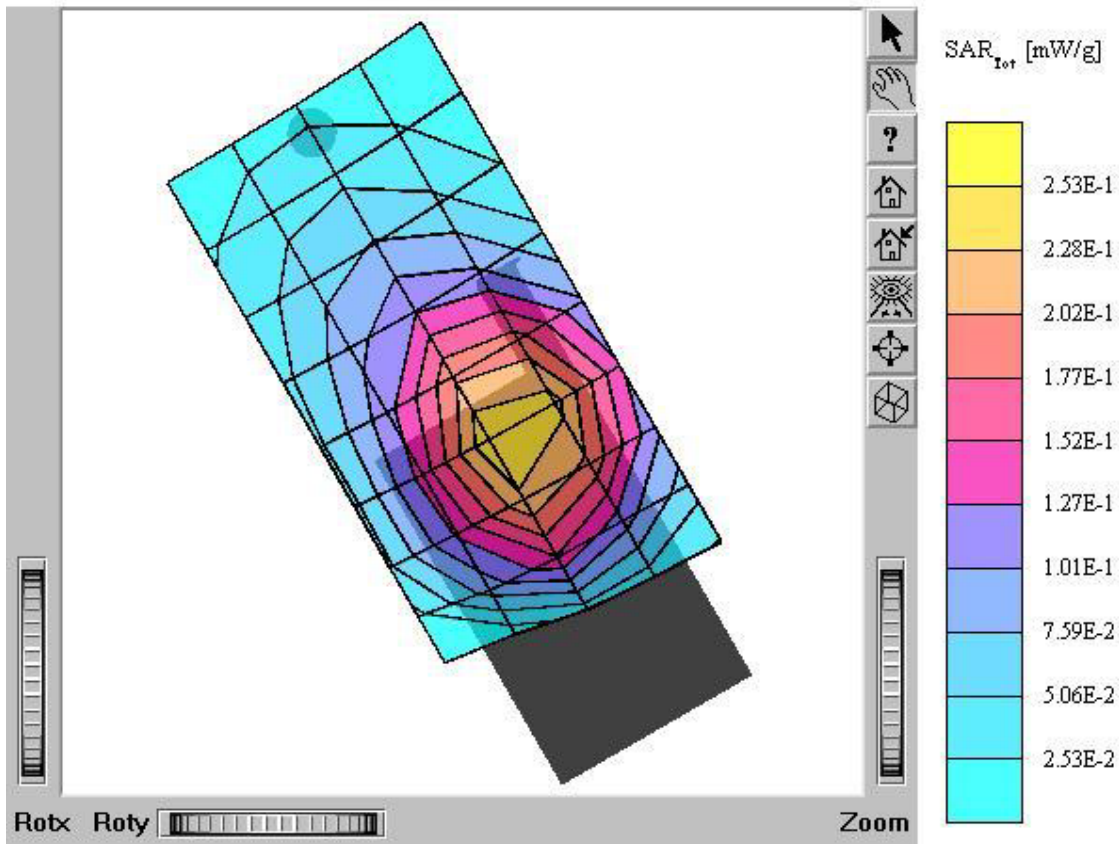 SAR_Tot [mW/g]
?
2.53E-1
2.28E-1
2.02E-1
1.77E-1
1.52E-1
1.27E-1
1.01E-1
7.59E-2
5.06E-2
2.53E-2
Rotx Roty Zoom